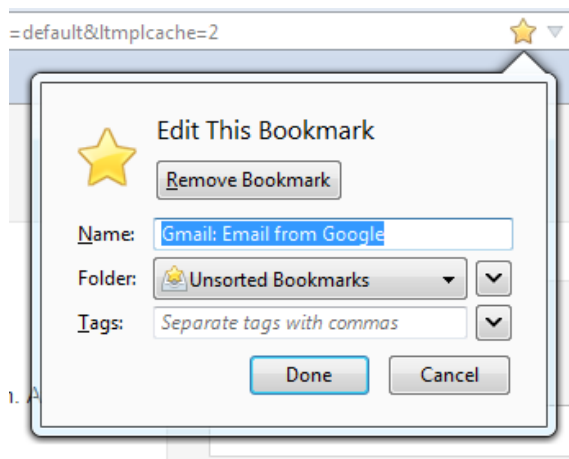 =default&ltmplcache=2
Edit This Bookmark
Remove Bookmark
Name: Gmail: Email from Google
Folder: Unsorted Bookmarks
Tags: Separate tags with commas
Done Cancel
n. A